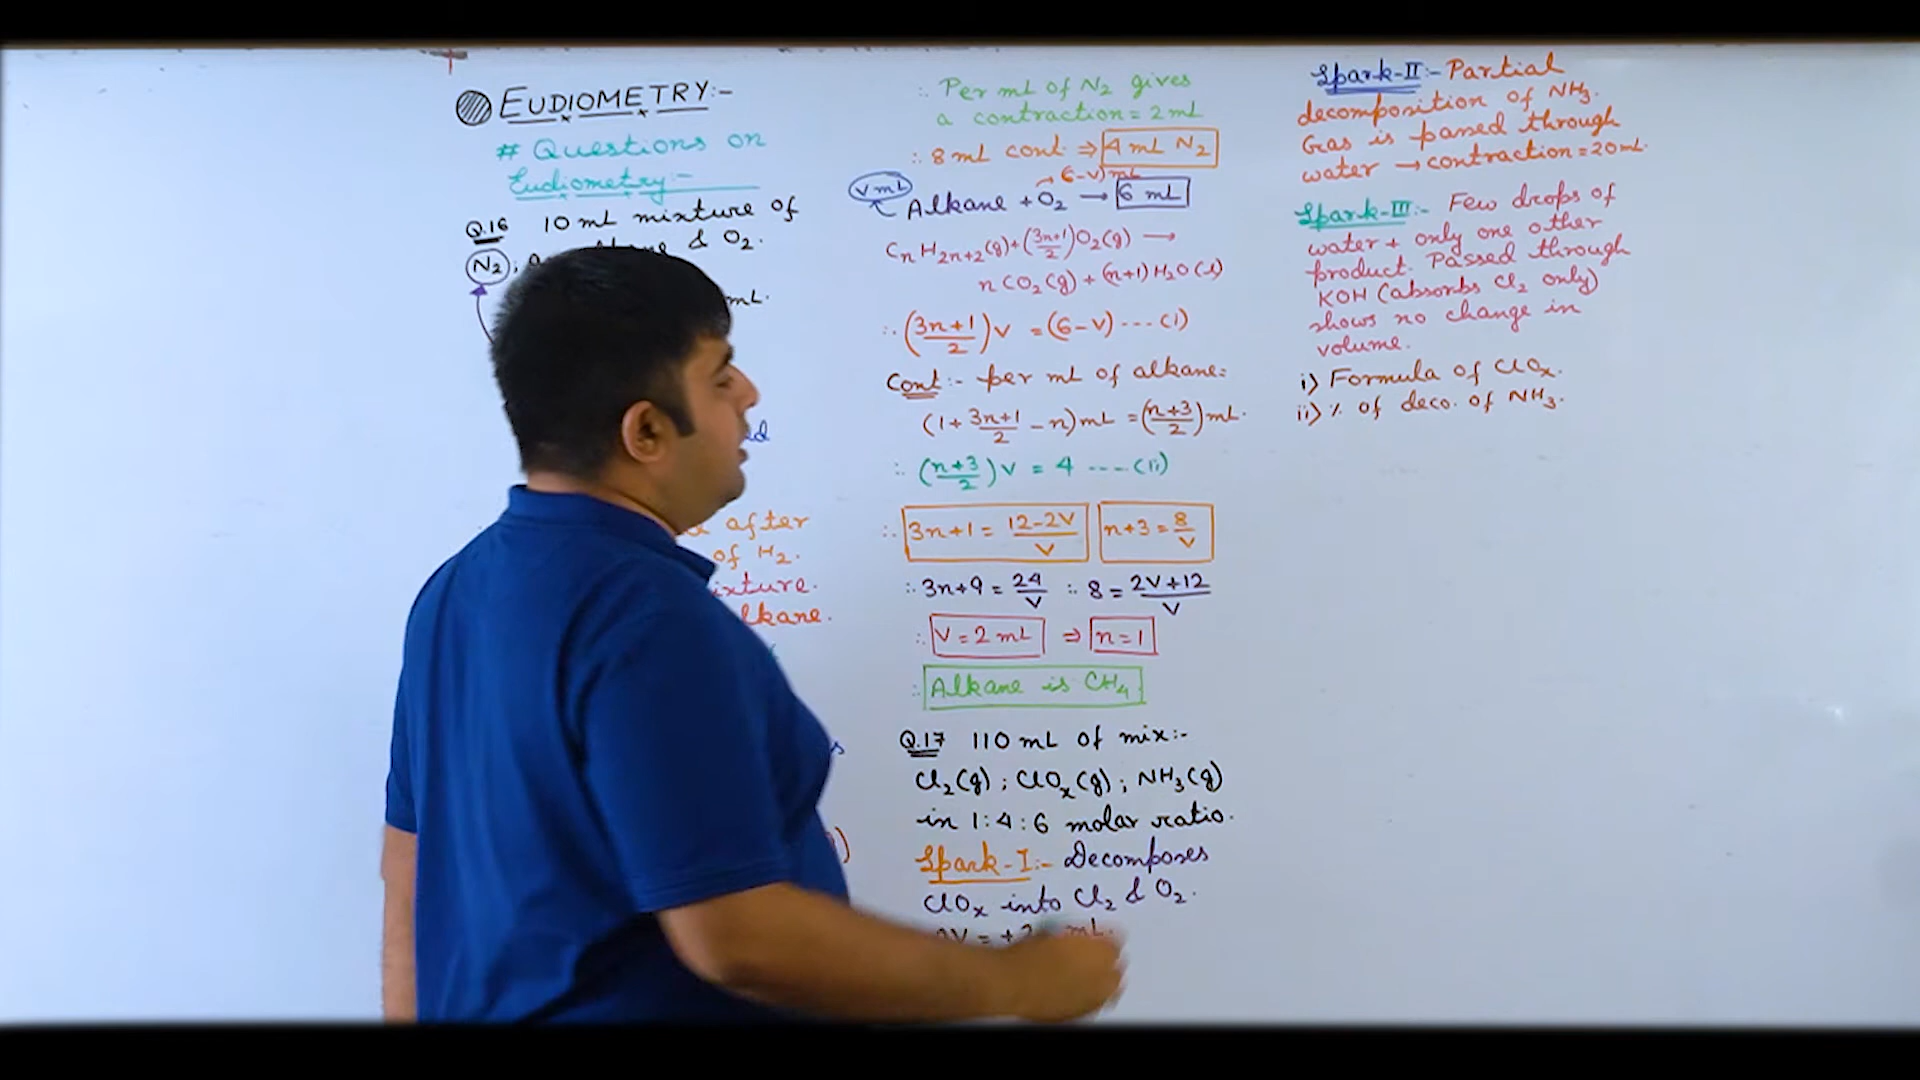 EUDIOMETRY:-
# Questions on
Eudiometry:-
Q.16 10 mL mixture of
N2; & O2.
mL.
after
of H2.
∴ Per mL of N2 gives
a contraction = 2 mL
∴ 8 mL cont. ⇒ 4 mL N2
6-V) mL
V mL
Alkane + O2 → 6 mL
CnH2n+2(g) + (3n+1/2) O2(g) →
n CO2(g) + (n+1) H2O(l)
∴ (3n+1/2) V = (6-V) ---- (i)
Cont:- per mL of alkane=
(1 + 3n+1/2 - n) mL = (n+3/2) mL.
∴ (n+3/2) V = 4 ---- (ii)
∴ 3n+1 = 12-2V/V n+3 = 8/V
∴ 3n+9 = 24/V ∴ 8 = 2V+12/V
∴ V = 2 mL ⇒ n = 1
∴ Alkane is CH4
Q.17 110 mL of mix:-
Cl2(g) ; ClOx(g) ; NH3(g)
in 1:4:6 molar ratio.
Spark-I:- Decomposes
ClOx into Cl2 & O2.
mL.
Spark-II:- Partial
decomposition of NH3.
Gas is passed through
water → contraction = 20 mL.
Spark-III:- Few drops of
water + only one other
product. Passed through
KOH (absorbs Cl2 only)
shows no change in
volume.
i) Formula of ClOx.
ii) % of deco. of NH3.